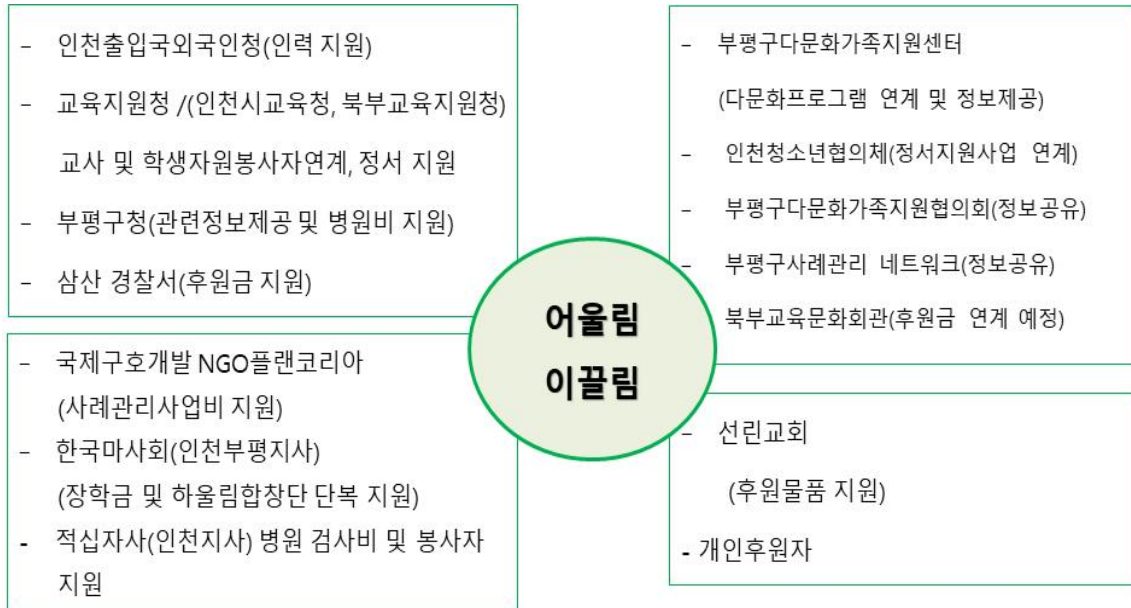 - 인천출입국외국인청(인력 지원)
- 교육지원청 /(인천시교육청, 북부교육지원청)
교사 및 학생자원봉사자연계, 정서 지원
- 부평구청(관련정보제공 및 병원비 지원)
- 삼산 경찰서(후원금 지원)
- 부평구다문화가족지원센터
(다문화프로그램 연계 및 정보제공)
- 인천청소년협의체(정서지원사업 연계)
- 부평구다문화가족지원협의회(정보공유)
- 부평구사례관리 네트워크(정보공유)
- 북부교육문화회관(후원금 연계 예정)
어울림
이끌림
- 국제구호개발 NGO플랜코리아
(사례관리사업비 지원)
- 한국마사회(인천부평지사)
(장학금 및 하울림합창단 단복 지원)
- 적십자사(인천지사) 병원 검사비 및 봉사자
지원
- 선린교회
(후원물품 지원)
- 개인후원자